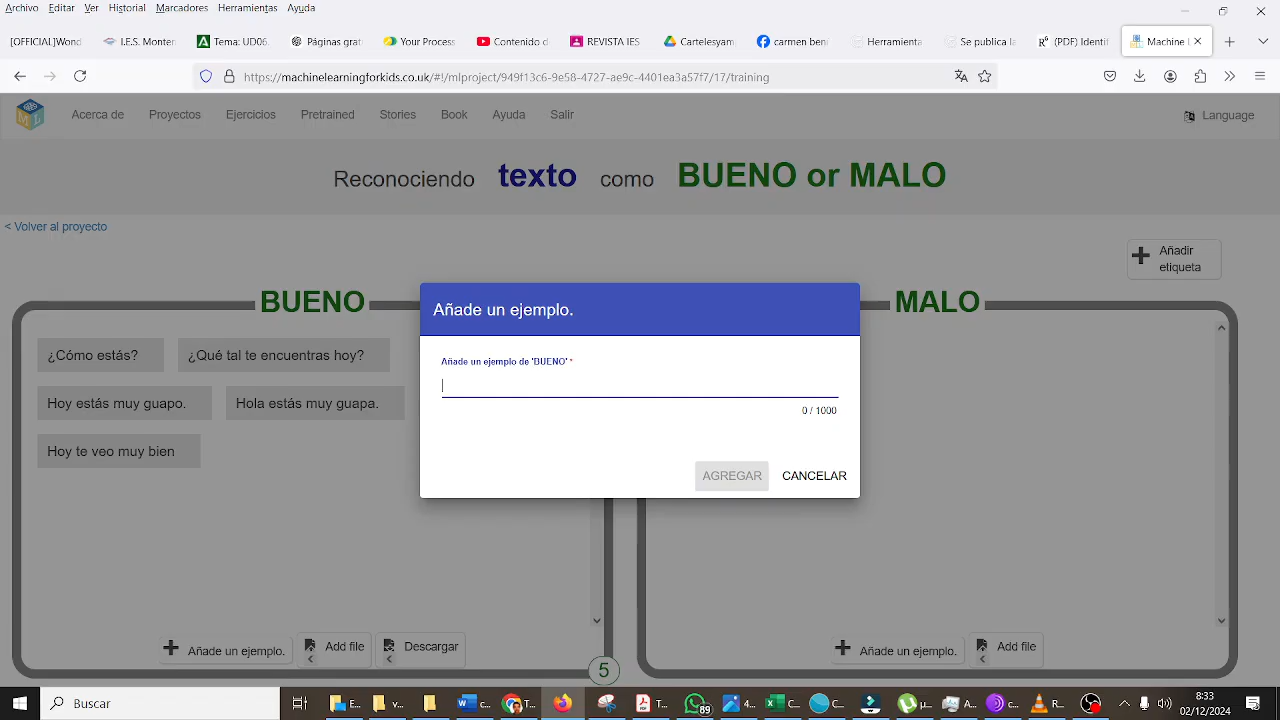 Archivo Editar Ver Historial Marcadores Herramientas Ayuda
[OFFICIAL]Wond I.E.S. Monter Tema: UD06. Páginas grat Your Progress Contenido d REVISTA IES Cartelesyam carmen beni Herramienta Se publica la (PDF) Identif Machine L
https://machinelearningforkids.co.uk/#!/mlproject/949f13c6-9e58-4727-ae9c-4401ea3a57f7/17/training
Acerca de Proyectos Ejercicios Pretrained Stories Book Ayuda Salir Language
Reconociendo texto como BUENO or MALO
< Volver al proyecto
Añadir
etiqueta
BUENO MALO
Añade un ejemplo.
¿Cómo estás? ¿Qué tal te encuentras hoy?
Añade un ejemplo de 'BUENO' *
Hoy estás muy guapo. Hola estás muy guapa.
0 / 1000
Hoy te veo muy bien
AGREGAR CANCELAR
Añade un ejemplo. Add file Descargar
Añade un ejemplo. Add file
5
Buscar
89
8:33
02/12/2024